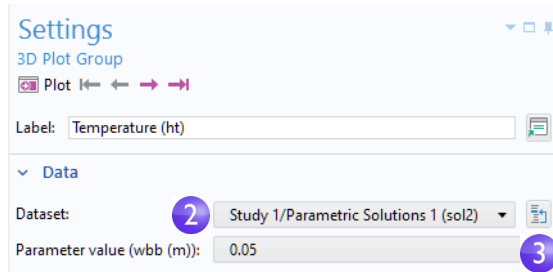 Settings
3D Plot Group
Plot
Label: Temperature (ht)
Data
Dataset: 2 Study 1/Parametric Solutions 1 (sol2)
Parameter value (wbb (m)): 0.05 3